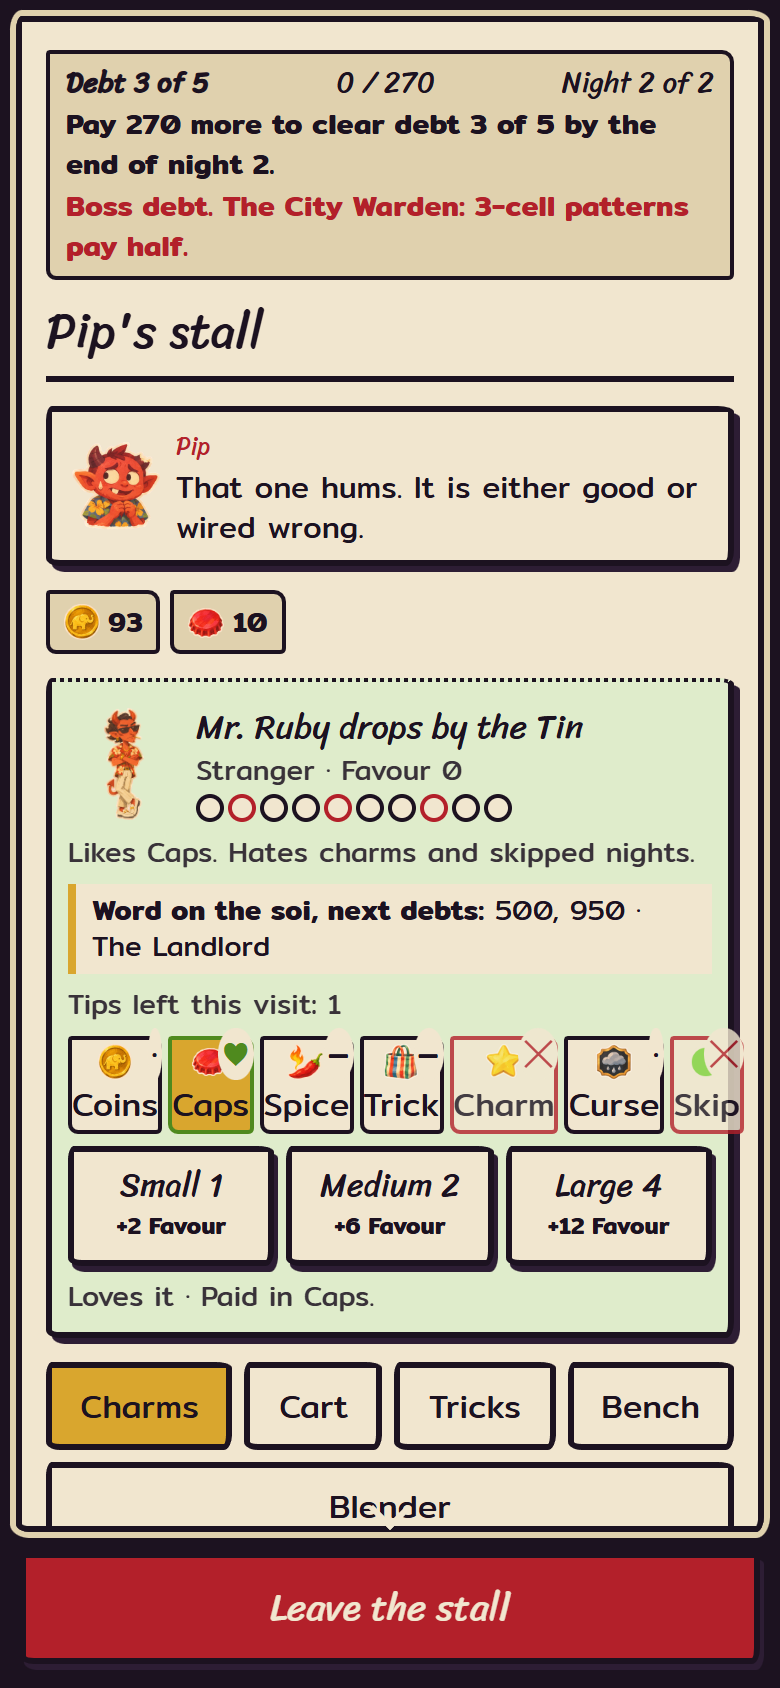 Debt 3 of 5 0 / 270 Night 2 of 2
Pay 270 more to clear debt 3 of 5 by the
end of night 2.
Boss debt. The City Warden: 3-cell patterns
pay half.
Pip's stall
Pip
That one hums. It is either good or
wired wrong.
93 10
Mr. Ruby drops by the Tin
Stranger · Favour 0
Likes Caps. Hates charms and skipped nights.
Word on the soi, next debts: 500, 950 ·
The Landlord
Tips left this visit: 1
Coins Caps Spice Trick Charm Curse Skip
Small 1 Medium 2 Large 4
+2 Favour +6 Favour +12 Favour
Loves it · Paid in Caps.
Charms Cart Tricks Bench
Blender
Leave the stall